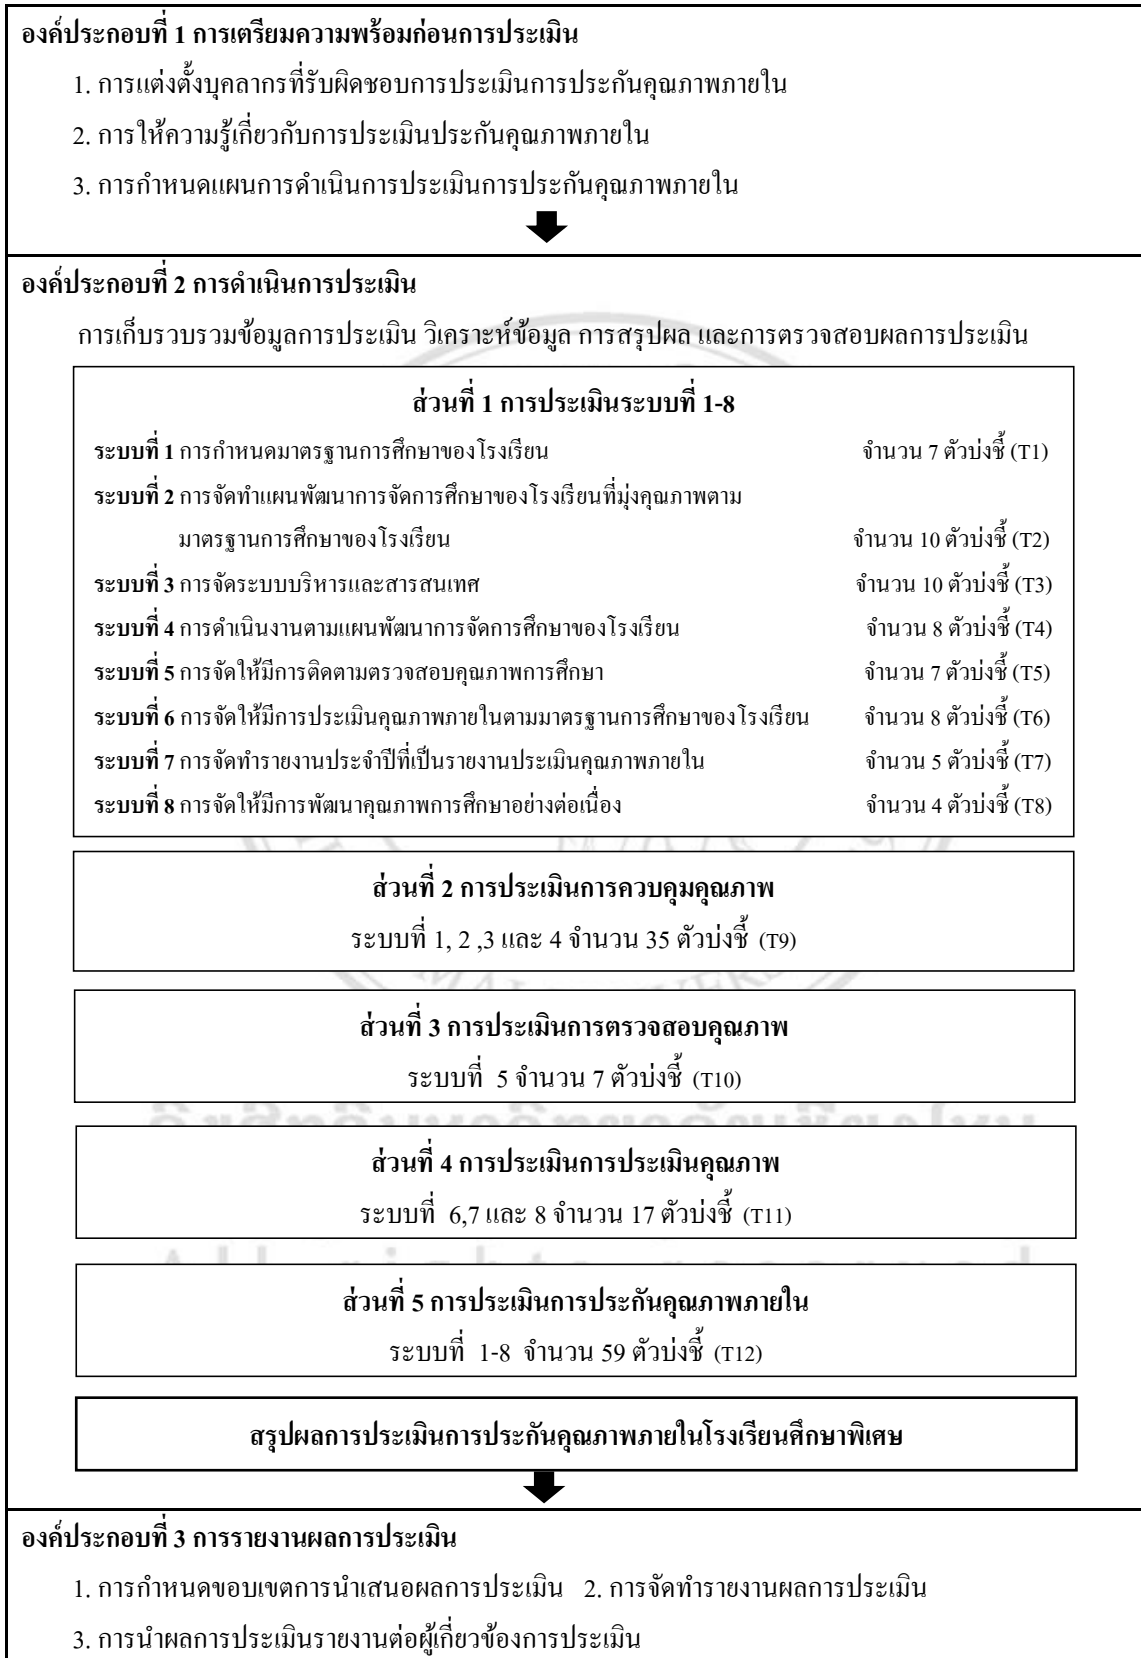 องค์ประกอบที่ 1 การเตรียมความพร้อมก่อนการประเมิน
1. การแต่งตั้งบุคลากรที่รับผิดชอบการประเมินการประกันคุณภาพภายใน
2. การให้ความรู้เกี่ยวกับการประเมินประกันคุณภาพภายใน
3. การกำหนดแผนการดำเนินการประเมินการประกันคุณภาพภายใน
องค์ประกอบที่ 2 การดำเนินการประเมิน
การเก็บรวบรวมข้อมูลการประเมิน วิเคราะห์ข้อมูล การสรุปผล และการตรวจสอบผลการประเมิน
ส่วนที่ 1 การประเมินระบบที่ 1-8
ระบบที่ 1 การกำหนดมาตรฐานการศึกษาของโรงเรียน จำนวน 7 ตัวบ่งชี้ (T1)
ระบบที่ 2 การจัดทำแผนพัฒนาการจัดการศึกษาของโรงเรียนที่มุ่งคุณภาพตาม
มาตรฐานการศึกษาของโรงเรียน จำนวน 10 ตัวบ่งชี้ (T2)
ระบบที่ 3 การจัดระบบบริหารและสารสนเทศ จำนวน 10 ตัวบ่งชี้ (T3)
ระบบที่ 4 การดำเนินงานตามแผนพัฒนาการจัดการศึกษาของโรงเรียน จำนวน 8 ตัวบ่งชี้ (T4)
ระบบที่ 5 การจัดให้มีการติดตามตรวจสอบคุณภาพการศึกษา จำนวน 7 ตัวบ่งชี้ (T5)
ระบบที่ 6 การจัดให้มีการประเมินคุณภาพภายในตามมาตรฐานการศึกษาของโรงเรียน จำนวน 8 ตัวบ่งชี้ (T6)
ระบบที่ 7 การจัดทำรายงานประจำปีที่เป็นรายงานประเมินคุณภาพภายใน จำนวน 5 ตัวบ่งชี้ (T7)
ระบบที่ 8 การจัดให้มีการพัฒนาคุณภาพการศึกษาอย่างต่อเนื่อง จำนวน 4 ตัวบ่งชี้ (T8)
ส่วนที่ 2 การประเมินการควบคุมคุณภาพ
ระบบที่ 1, 2 ,3 และ 4 จำนวน 35 ตัวบ่งชี้ (T9)
ส่วนที่ 3 การประเมินการตรวจสอบคุณภาพ
ระบบที่ 5 จำนวน 7 ตัวบ่งชี้ (T10)
ส่วนที่ 4 การประเมินการประเมินคุณภาพ
ระบบที่ 6,7 และ 8 จำนวน 17 ตัวบ่งชี้ (T11)
ส่วนที่ 5 การประเมินการประกันคุณภาพภายใน
ระบบที่ 1-8 จำนวน 59 ตัวบ่งชี้ (T12)
สรุปผลการประเมินการประกันคุณภาพภายในโรงเรียนศึกษาพิเศษ
องค์ประกอบที่ 3 การรายงานผลการประเมิน
1. การกำหนดขอบเขตการนำเสนอผลการประเมิน 2. การจัดทำรายงานผลการประเมิน
3. การนำผลการประเมินรายงานต่อผู้เกี่ยวข้องการประเมิน